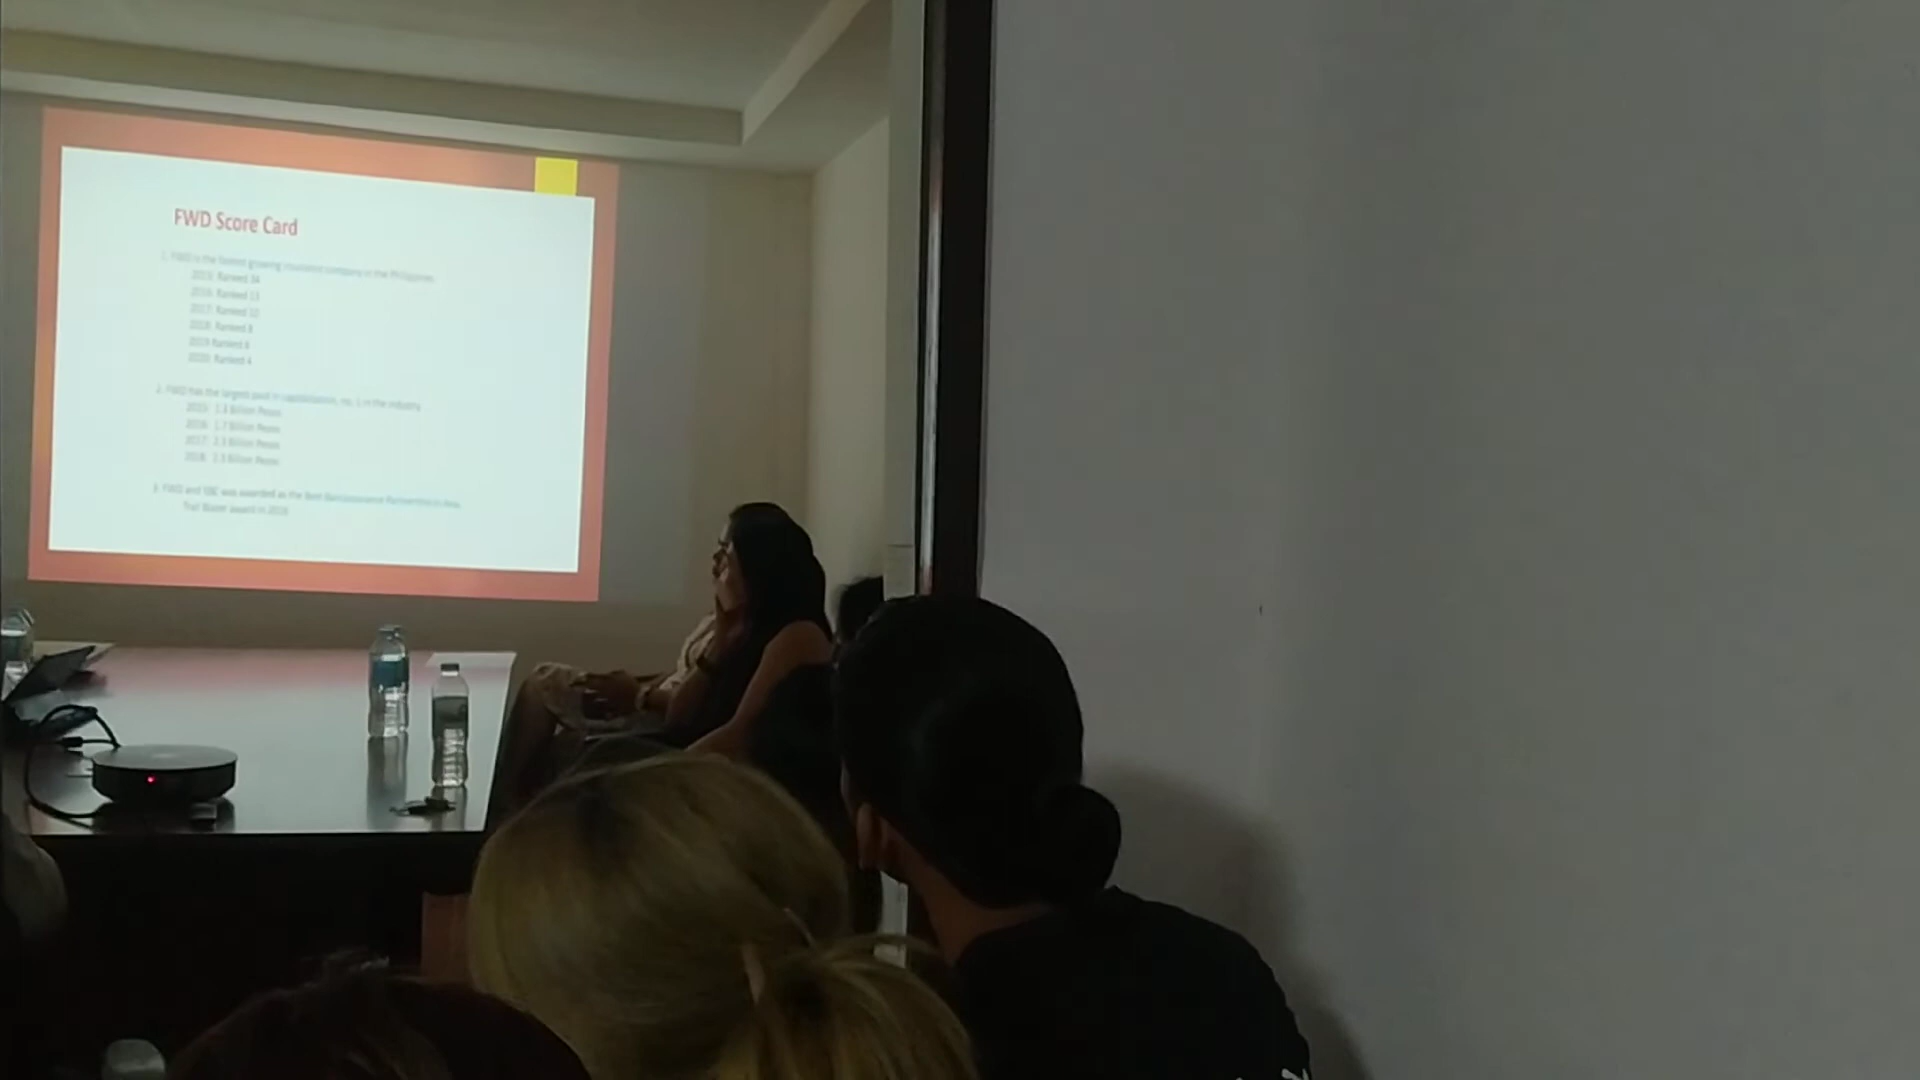 FWD Score Card
1. FWD is the fastest growing insurance company in the Philippines
2015: Ranked 34
2016: Ranked 13
2017: Ranked 10
2018: Ranked 8
2019 Ranked 6
2020: Ranked 4
2. FWD has the largest paid in capitalization, no. 1 in the industry
2015: 1.3 Billion Pesos
2016: 1.7 Billion Pesos
2017: 2.3 Billion Pesos
2018: 2.3 Billion Pesos
3. FWD and SBC was awarded as the Best Bancassurance Partnership in Asia,
Trail Blazer award in